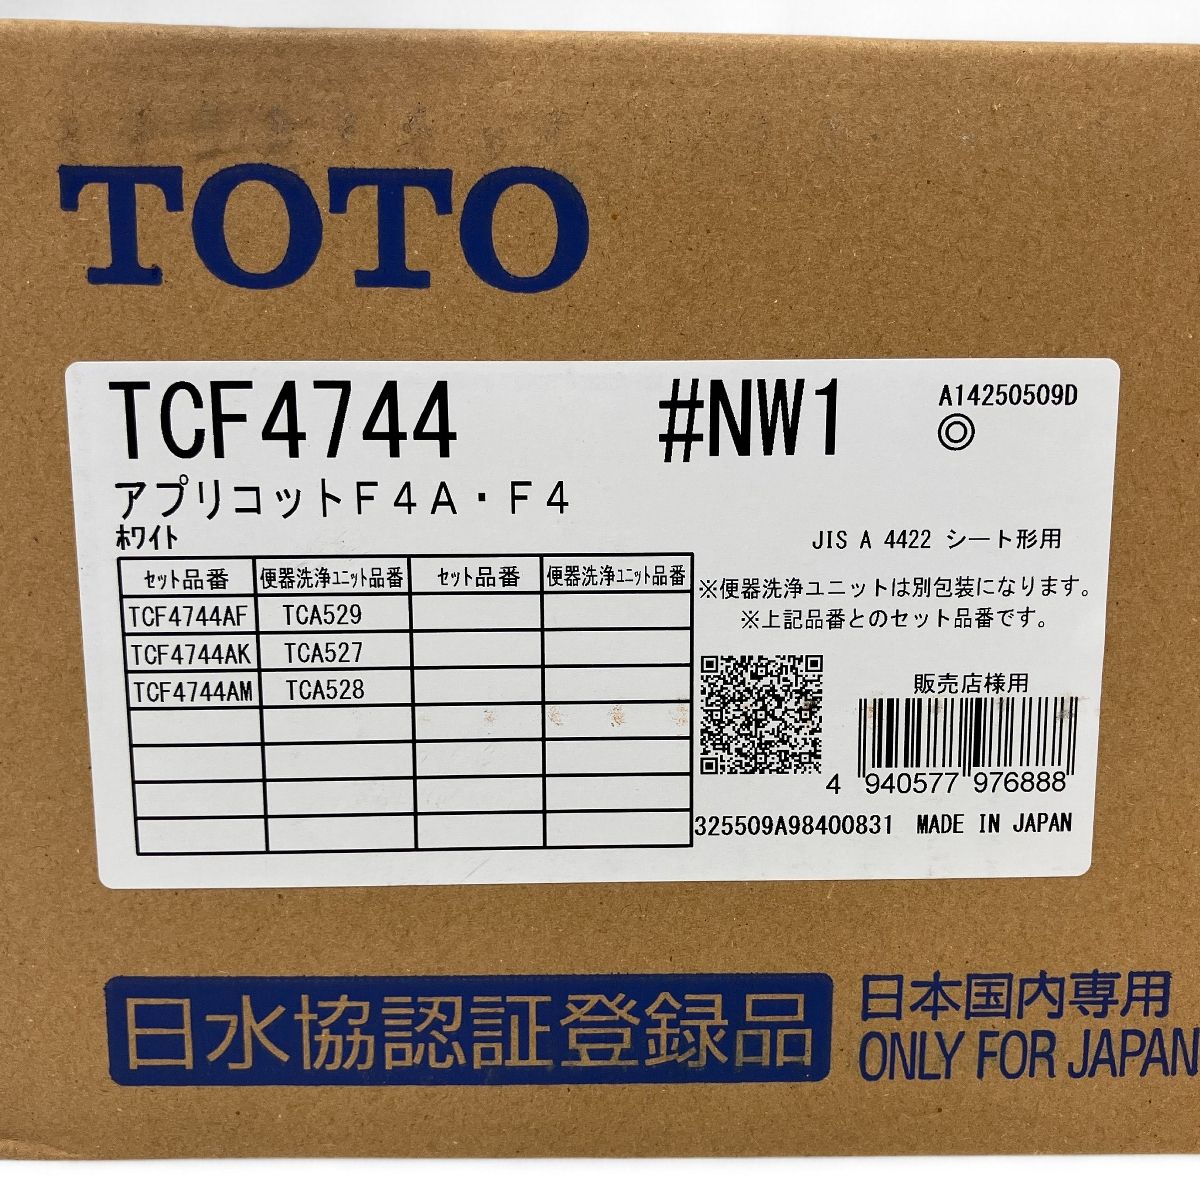 TOTO
TCF4744 #NW1 A14250509D
アプリコットF4A・F4
ホワイト
JIS A 4422 シート形用
セット品番 便器洗浄ユニット品番 セット品番 便器洗浄ユニット品番
TCF4744AF TCA529
TCF4744AK TCA527
TCF4744AM TCA528
※便器洗浄ユニットは別包装になります。
※上記品番とのセット品番です。
販売店様用
4 940577 976888
325509A98400831 MADE IN JAPAN
日水協認証登録品
日本国内専用
ONLY FOR JAPAN